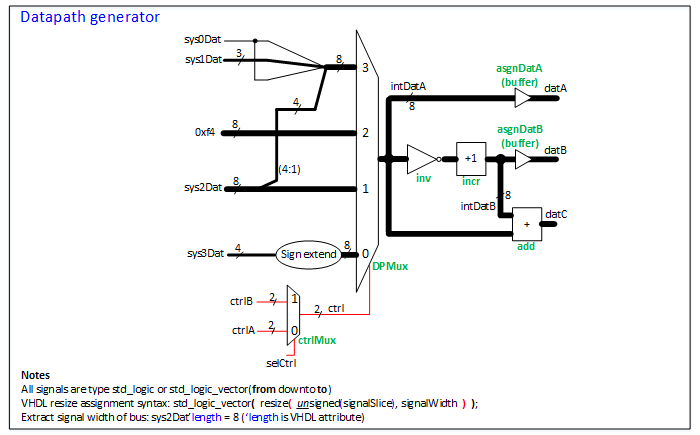 Datapath generator
sys0Dat
sys1Dat
3
8
3
4
0xf4
8
2
(4:1)
sys2Dat
8
1
sys3Dat
4
Sign extend
8
0
DPMux
intDatA
8
asgnDatA
(buffer)
datA
asgnDatB
(buffer)
datB
inv
+1
incr
8
intDatB
+
add
datC
ctrlB
2
1
2
ctrl
ctrlA
2
0
ctrlMux
selCtrl
Notes
All signals are type std_logic or std_logic_vector(from downto to)
VHDL resize assignment syntax: std_logic_vector( resize( unsigned(signalSlice), signalWidth ) );
Extract signal width of bus: sys2Dat'length = 8 ('length is VHDL attribute)